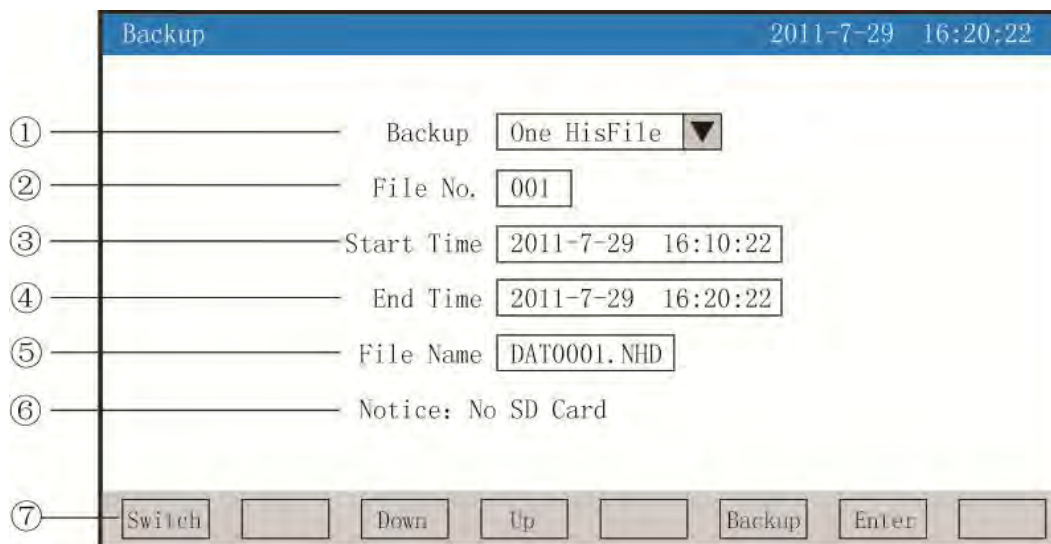 Backup 2011-7-29 16:20:22
① Backup One HisFile ▼
② File No. 001
③ Start Time 2011-7-29 16:10:22
④ End Time 2011-7-29 16:20:22
⑤ File Name DAT0001.NHD
⑥ Notice: No SD Card
⑦ Switch Down Up Backup Enter